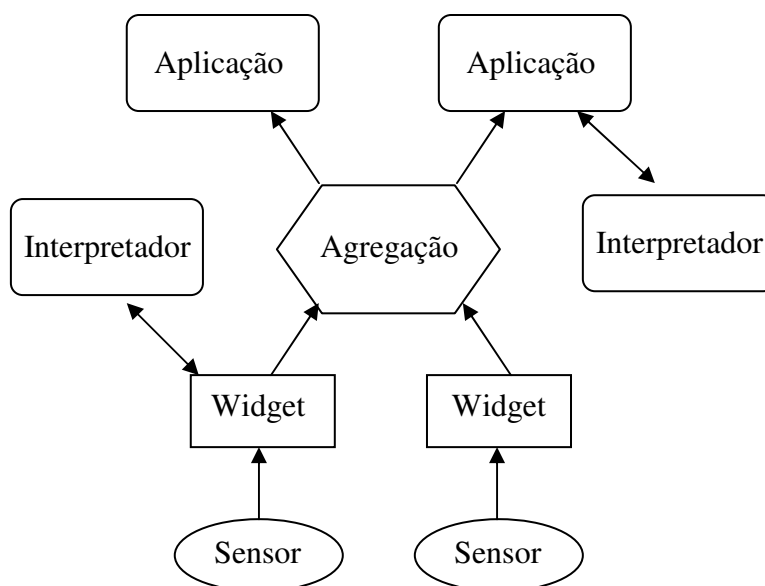 Aplicação
Aplicação
Interpretador
Agregação
Interpretador
Widget
Widget
Sensor
Sensor